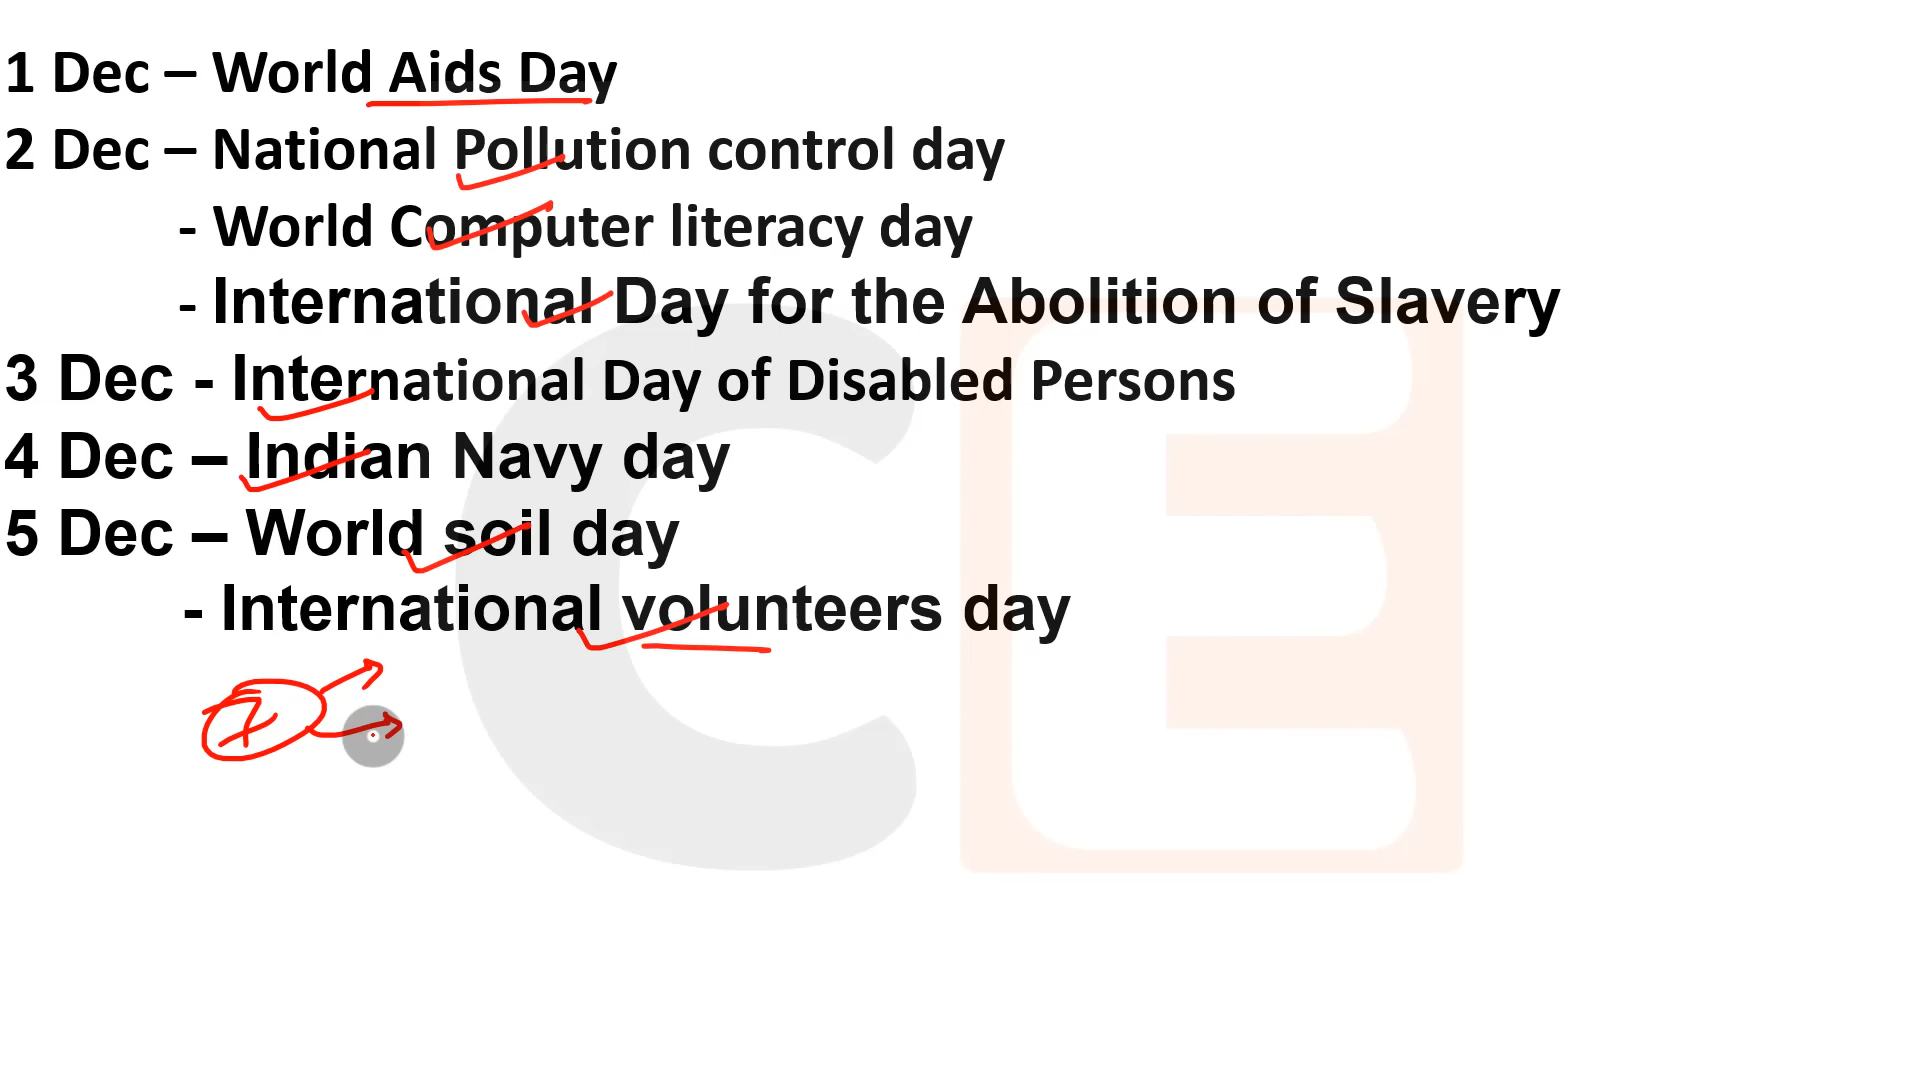 1 Dec – World Aids Day
2 Dec – National Pollution control day
- World Computer literacy day
- International Day for the Abolition of Slavery
3 Dec - International Day of Disabled Persons
4 Dec – Indian Navy day
5 Dec – World soil day
- International volunteers day
7
CE